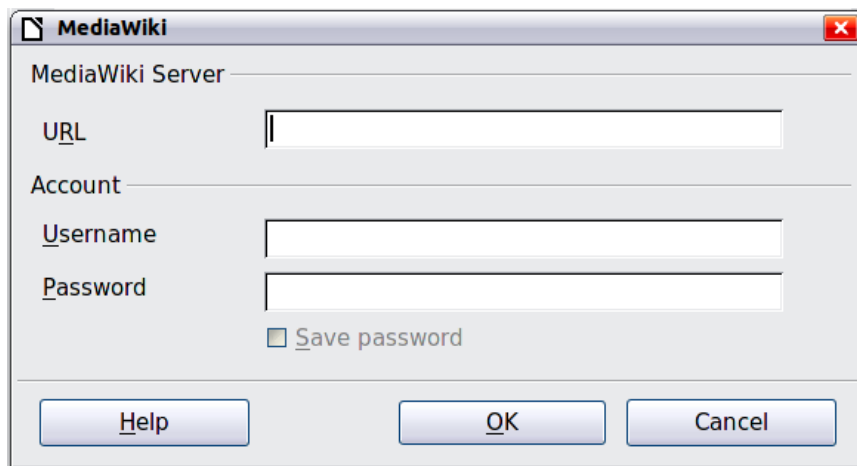 MediaWiki
MediaWiki Server
URL
Account
Username
Password
Save password
Help OK Cancel